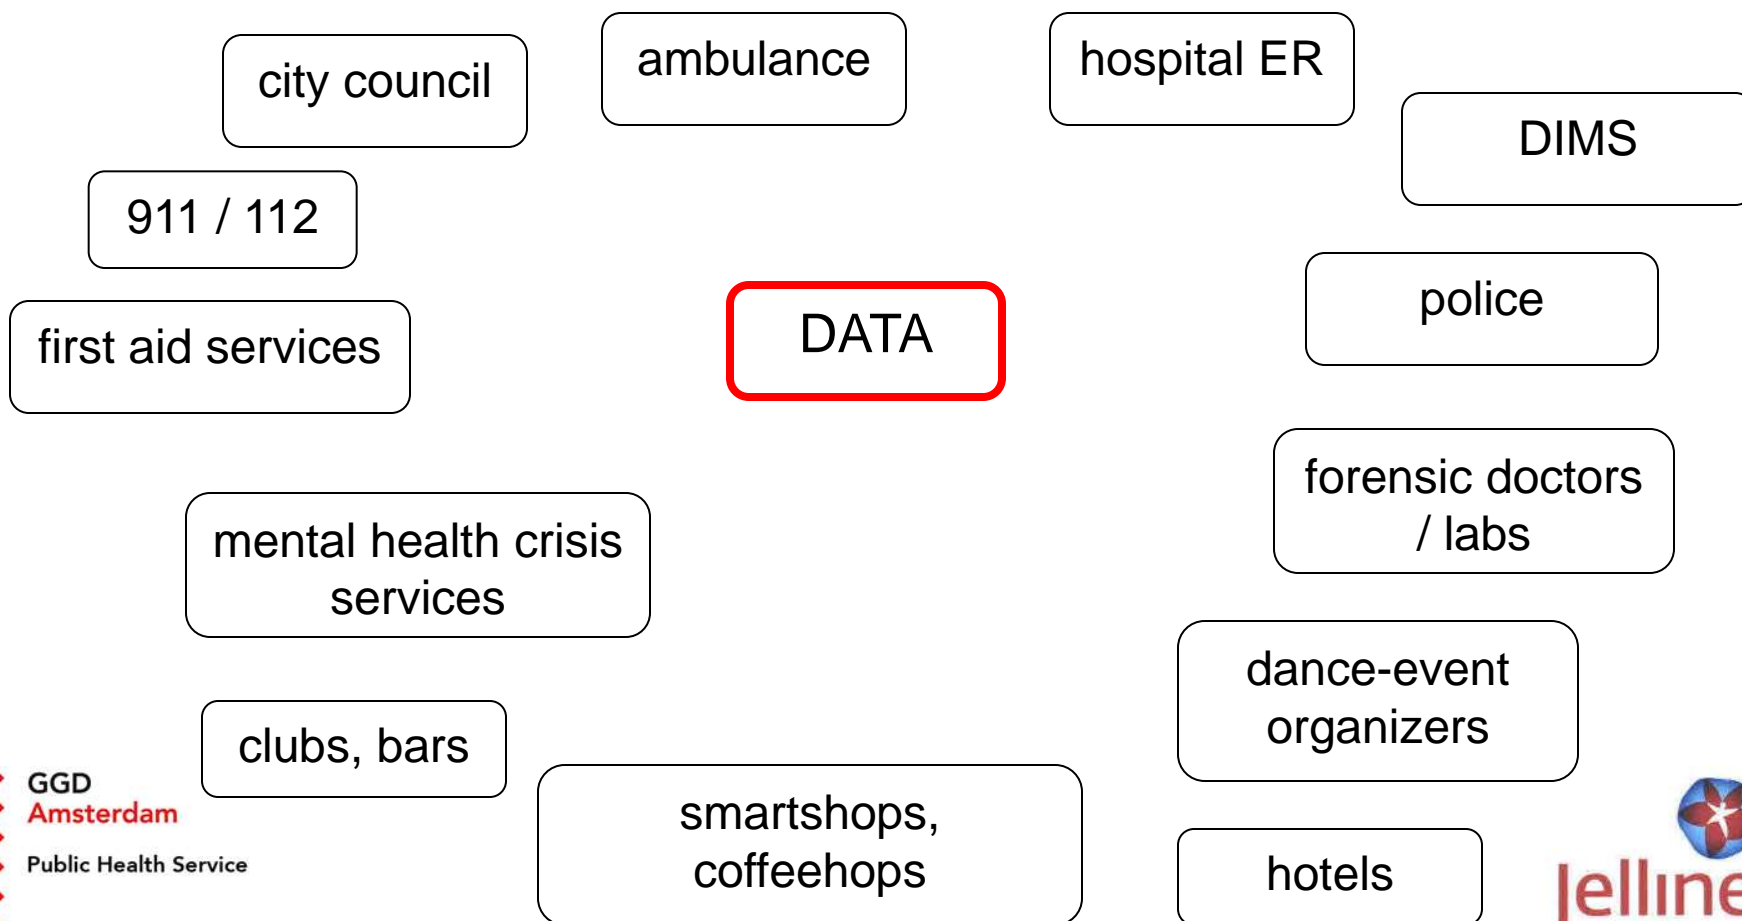 city council
ambulance
hospital ER
DIMS
911 / 112
first aid services
DATA
police
forensic doctors
/ labs
mental health crisis
services
dance-event
organizers
clubs, bars
smartshops,
coffeehops
hotels
GGD
Amsterdam
Public Health Service
Jelline